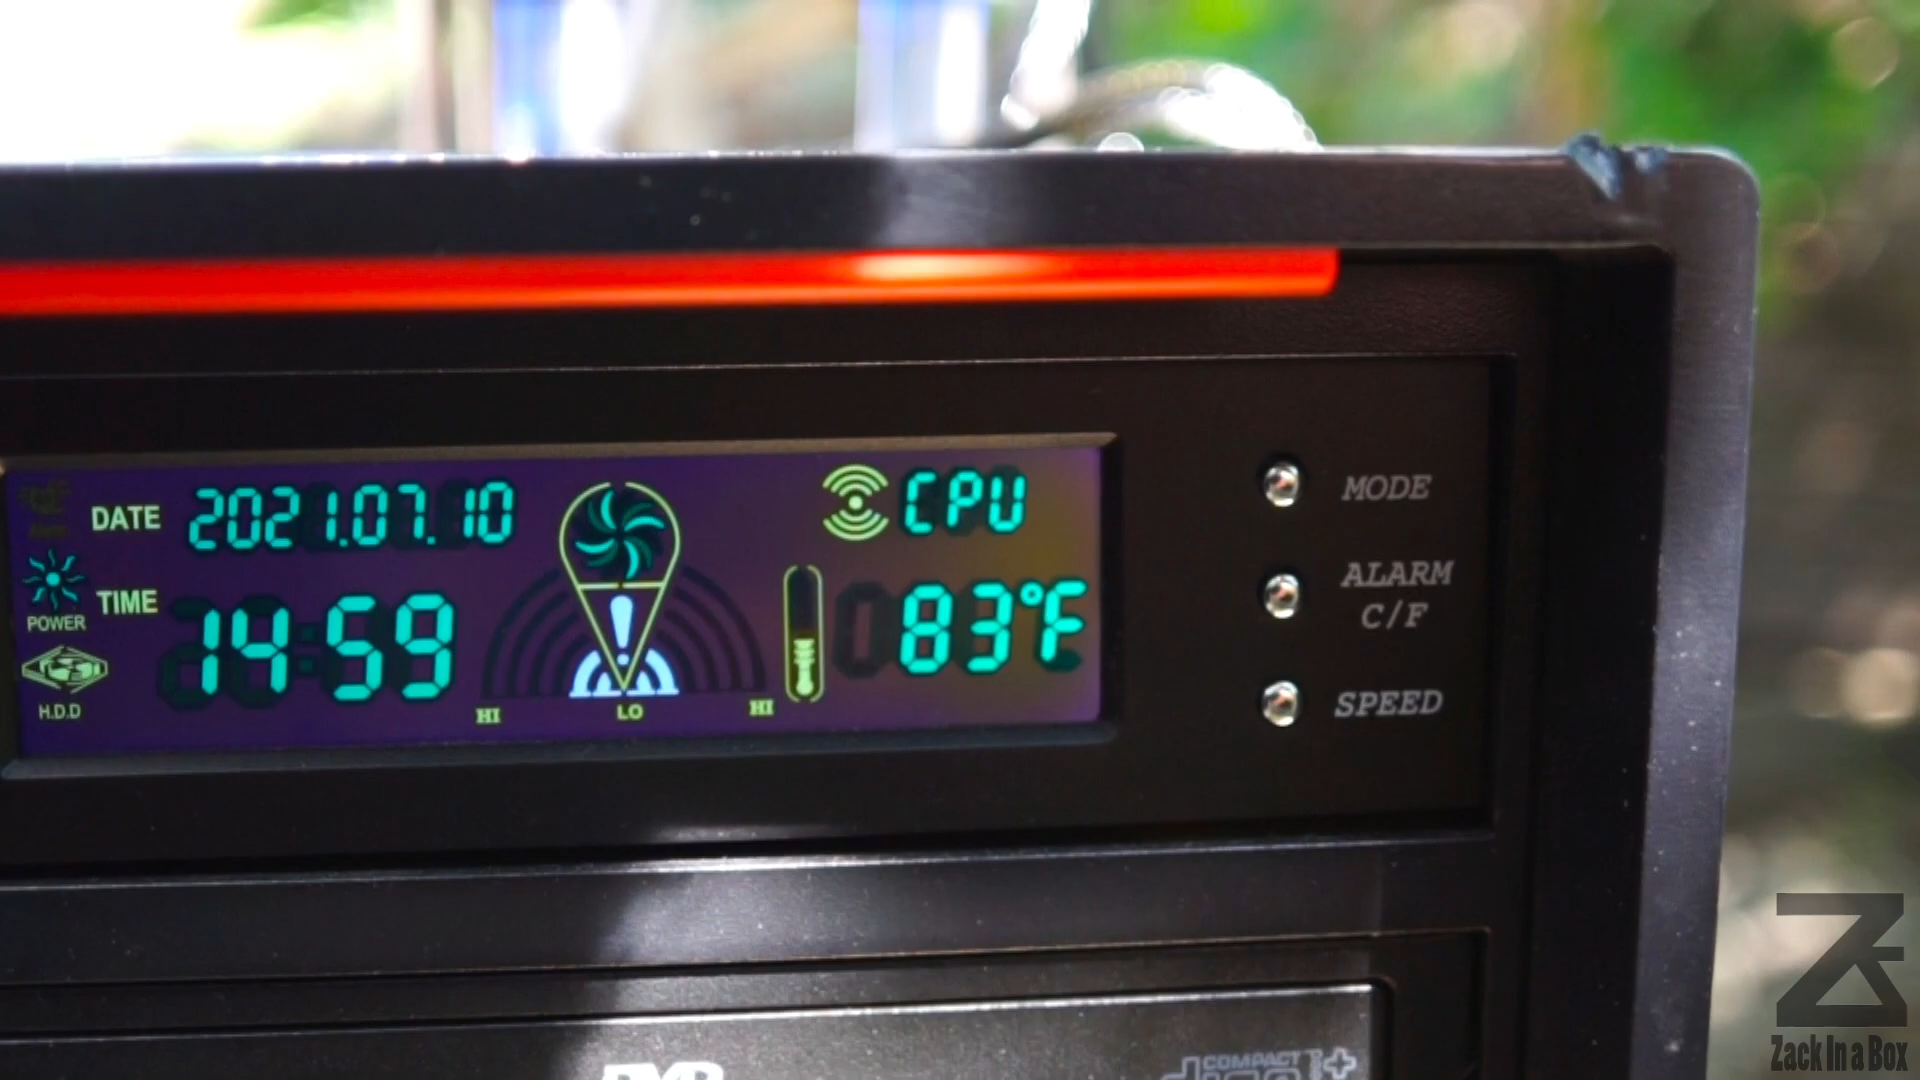 DATE 2021.07.10
CPU
MODE
TIME 14:59
83°F
ALARM
C/F
POWER
H.D.D
HI LO HI
SPEED
COMPACT
Zack In a Box